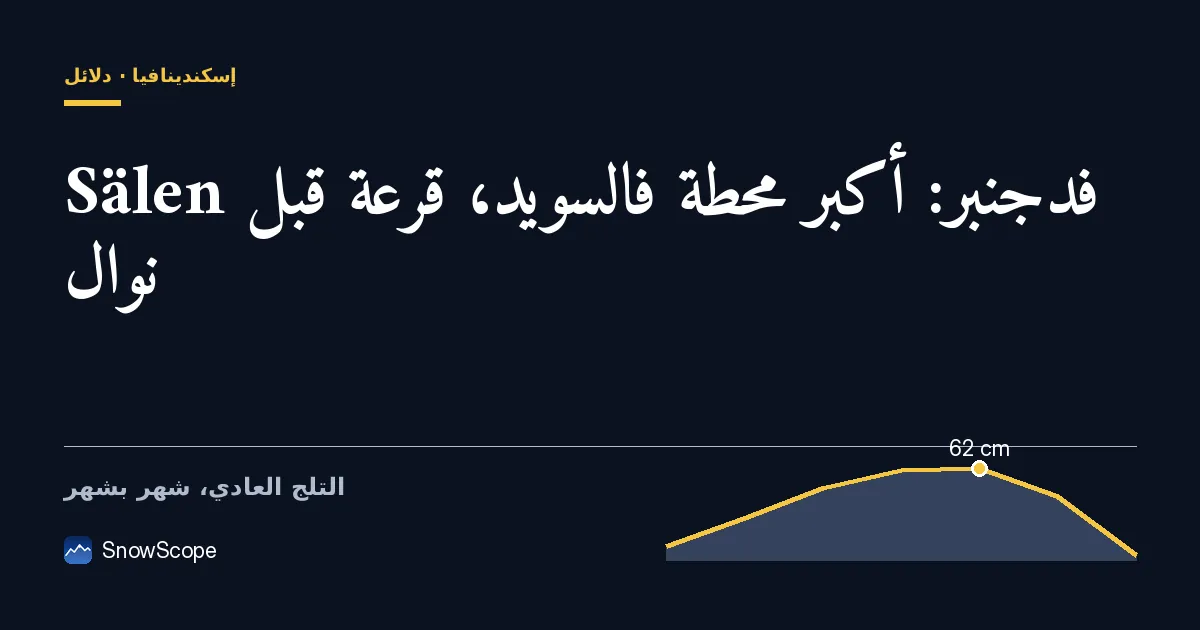 إسكندينافيا · دلائل
Sälen فدجنبر: أكبر محطة فالسويد، قرعة قبل
نوال
62 cm
التلج العادي، شهر بشهر
SnowScope